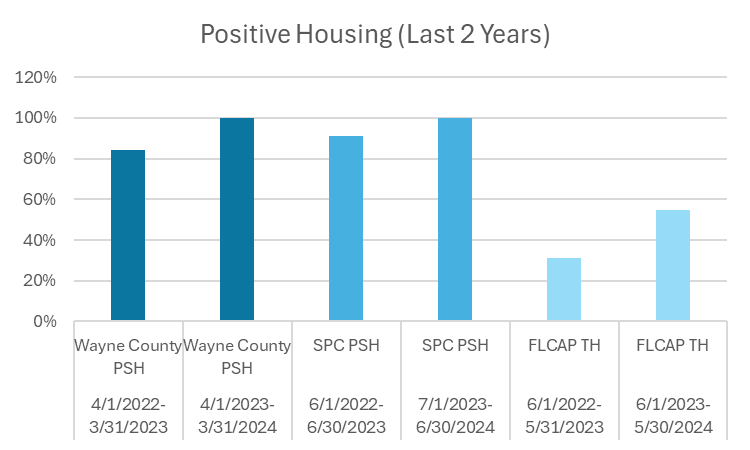 Positive Housing (Last 2 Years)
120%
100%
80%
60%
40%
20%
0%
Wayne County
PSH
Wayne County
PSH
SPC PSH
SPC PSH
FLCAP TH
FLCAP TH
4/1/2022-
3/31/2023
4/1/2023-
3/31/2024
6/1/2022-
6/30/2023
7/1/2023-
6/30/2024
6/1/2022-
5/31/2023
6/1/2023-
5/30/2024